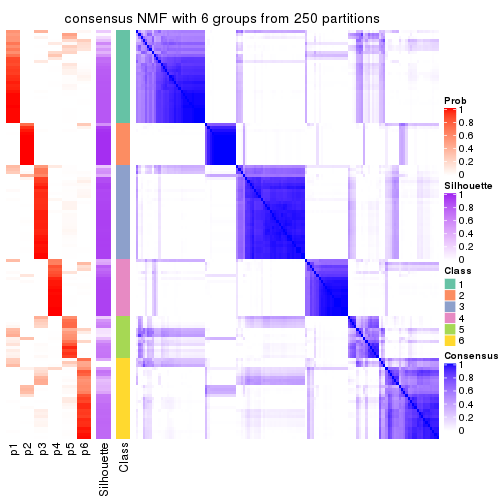 consensus NMF with 6 groups from 250 partitions
Prob
1
0.8
0.6
0.4
0.2
0
Silhouette
1
0.8
0.6
0.4
0.2
0
Class
1
2
3
4
5
6
Consensus
1
0.8
0.6
0.4
0.2
0
p1
p2
p3
p4
p5
p6
Silhouette
Class